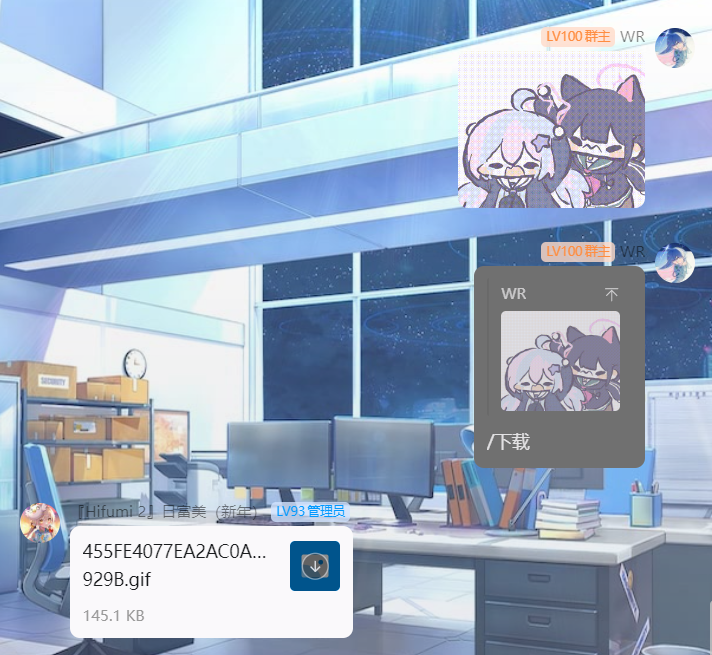 LV100 群主 WR
LV100 群主 WR
WR
/下载
SECURITY
『Hifumi 2』日富美（新年） LV93 管理员
455FE4077EA2AC0A...
929B.gif
145.1 KB